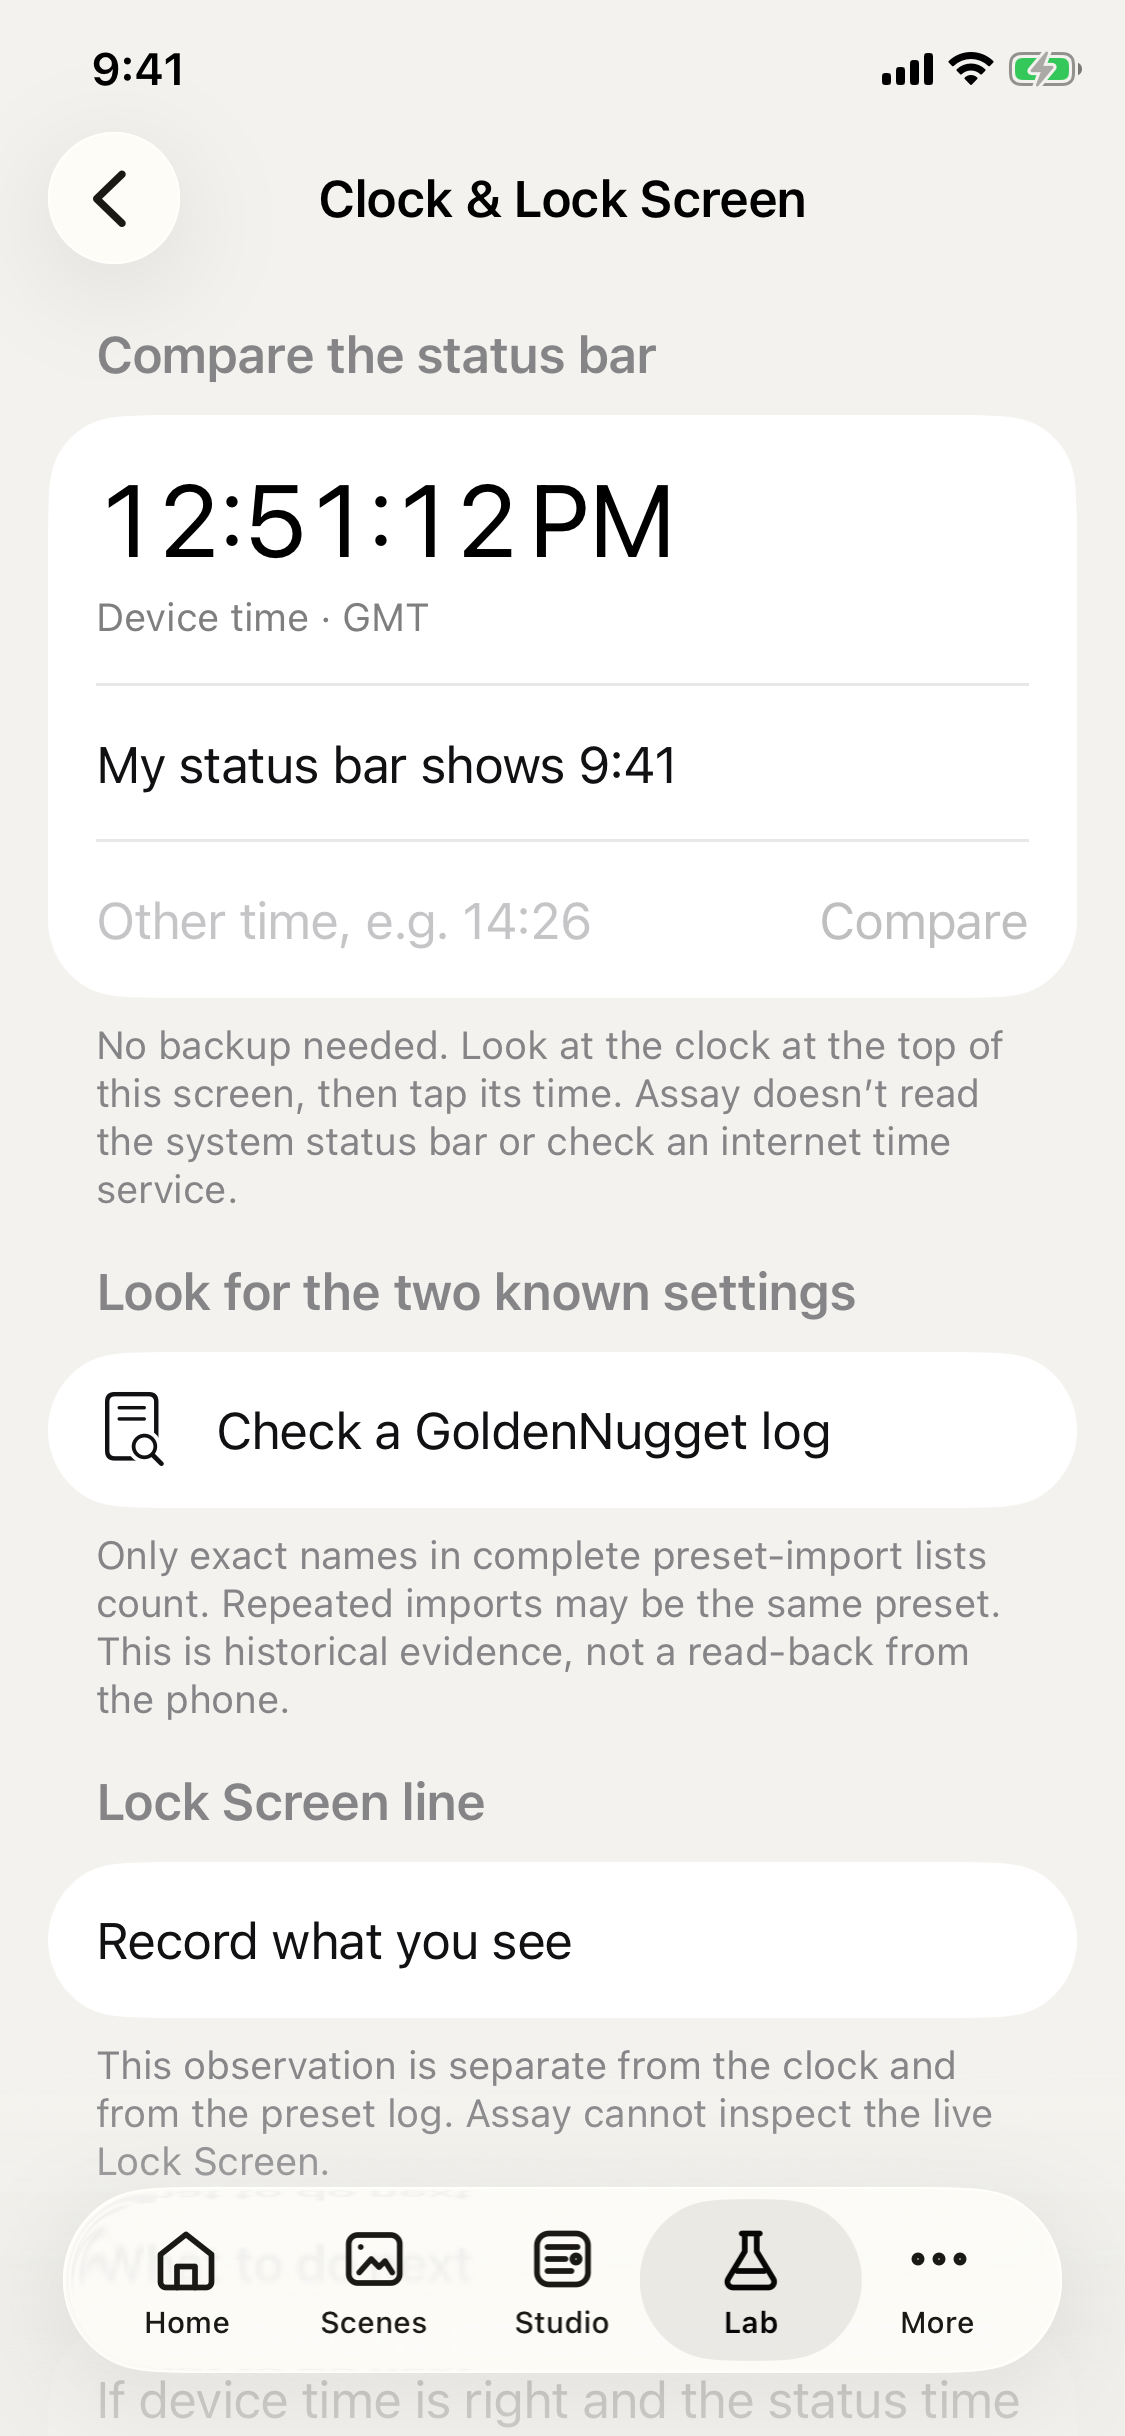 9:41
Clock & Lock Screen
Compare the status bar
12:51:12 PM
Device time · GMT
My status bar shows 9:41
Other time, e.g. 14:26 Compare
No backup needed. Look at the clock at the top of
this screen, then tap its time. Assay doesn’t read
the system status bar or check an internet time
service.
Look for the two known settings
Check a GoldenNugget log
Only exact names in complete preset-import lists
count. Repeated imports may be the same preset.
This is historical evidence, not a read-back from
the phone.
Lock Screen line
Record what you see
This observation is separate from the clock and
from the preset log. Assay cannot inspect the live
Lock Screen.
What to do next
Home Scenes Studio Lab More
If device time is right and the status time